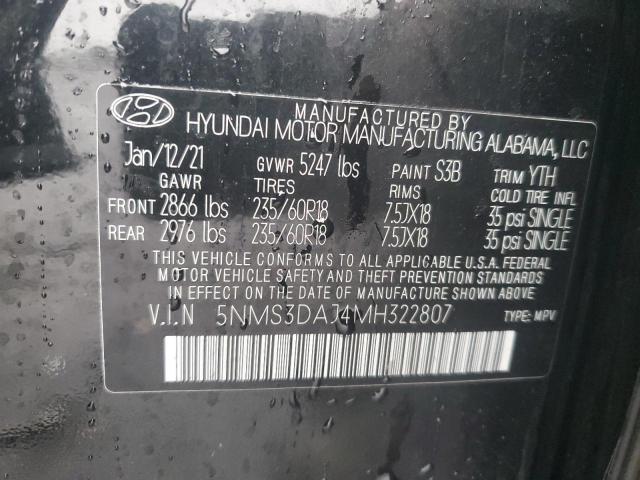 MANUFACTURED BY
HYUNDAI MOTOR MANUFACTURING ALABAMA, LLC
Jan/12/21 GVWR 5247 lbs PAINT S3B TRIM YTH
GAWR TIRES RIMS COLD TIRE INFL
FRONT 2866 lbs 235/60R18 7.5JX18 35 psi SINGLE
REAR 2976 lbs 235/60R18 7.5JX18 35 psi SINGLE
THIS VEHICLE CONFORMS TO ALL APPLICABLE U.S.A. FEDERAL
MOTOR VEHICLE SAFETY AND THEFT PREVENTION STANDARDS
IN EFFECT ON THE DATE OF MANUFACTURE SHOWN ABOVE.
V.I.N 5NMS3DAJ4MH322807 TYPE: MPV